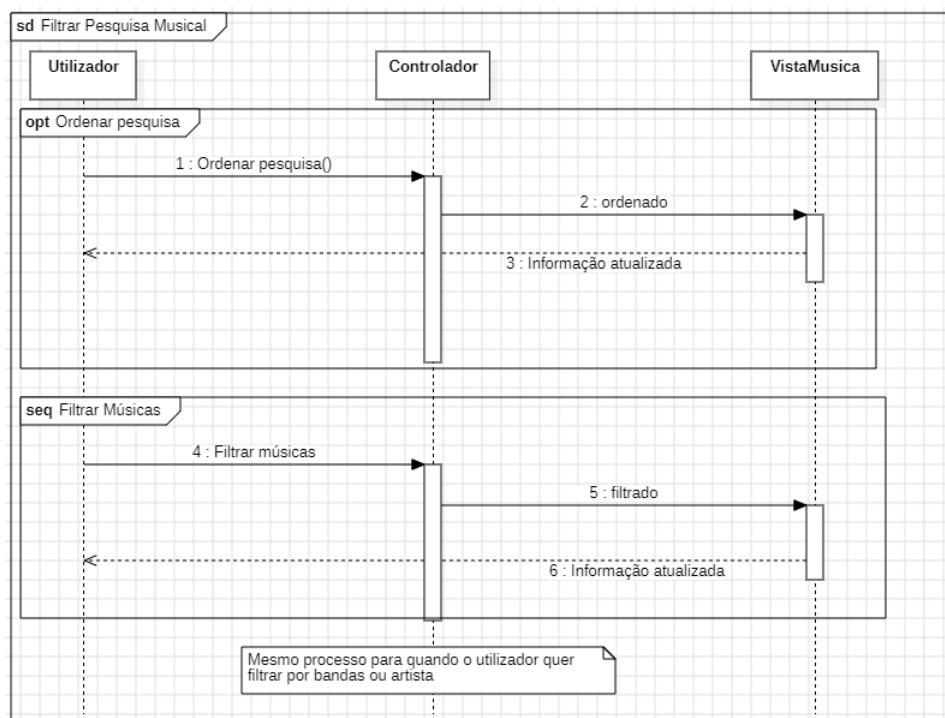 sd Filtrar Pesquisa Musical
Utilizador
Controlador
VistaMusica
opt Ordenar pesquisa
1 : Ordenar pesquisa()
2 : ordenado
3 : Informação atualizada
seq Filtrar Músicas
4 : Filtrar músicas
5 : filtrado
6 : Informação atualizada
Mesmo processo para quando o utilizador quer
filtrar por bandas ou artista